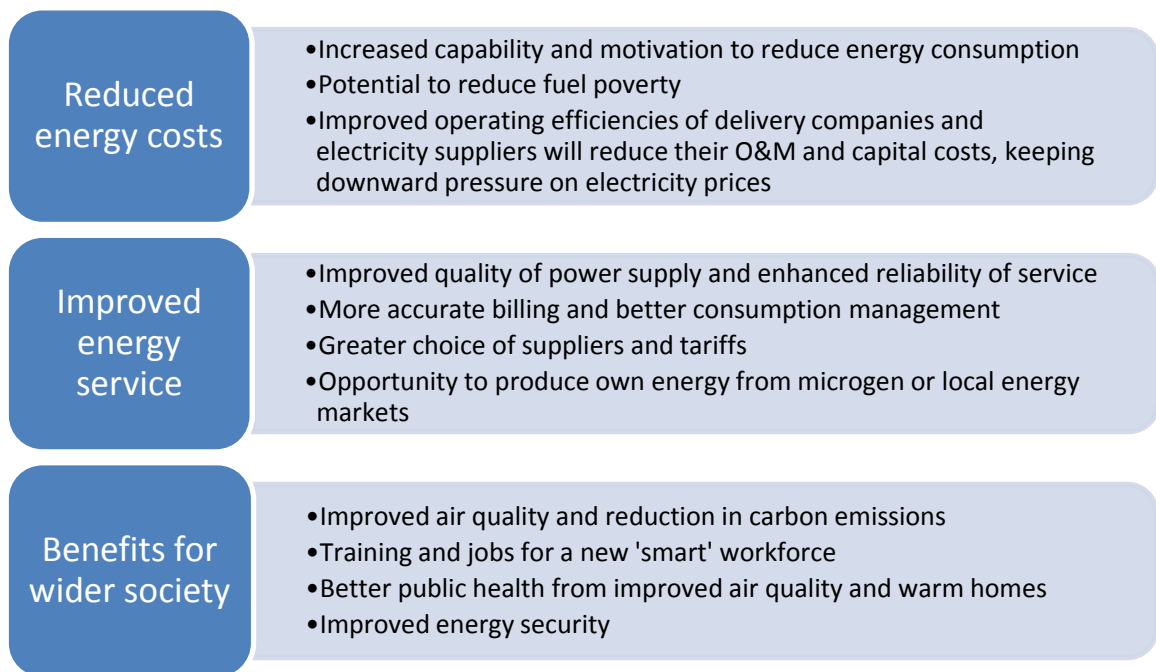 Reduced
energy costs
•Increased capability and motivation to reduce energy consumption
•Potential to reduce fuel poverty
•Improved operating efficiencies of delivery companies and
electricity suppliers will reduce their O&M and capital costs, keeping
downward pressure on electricity prices
Improved
energy
service
•Improved quality of power supply and enhanced reliability of service
•More accurate billing and better consumption management
•Greater choice of suppliers and tariffs
•Opportunity to produce own energy from microgen or local energy
markets
Benefits for
wider society
•Improved air quality and reduction in carbon emissions
•Training and jobs for a new 'smart' workforce
•Better public health from improved air quality and warm homes
•Improved energy security